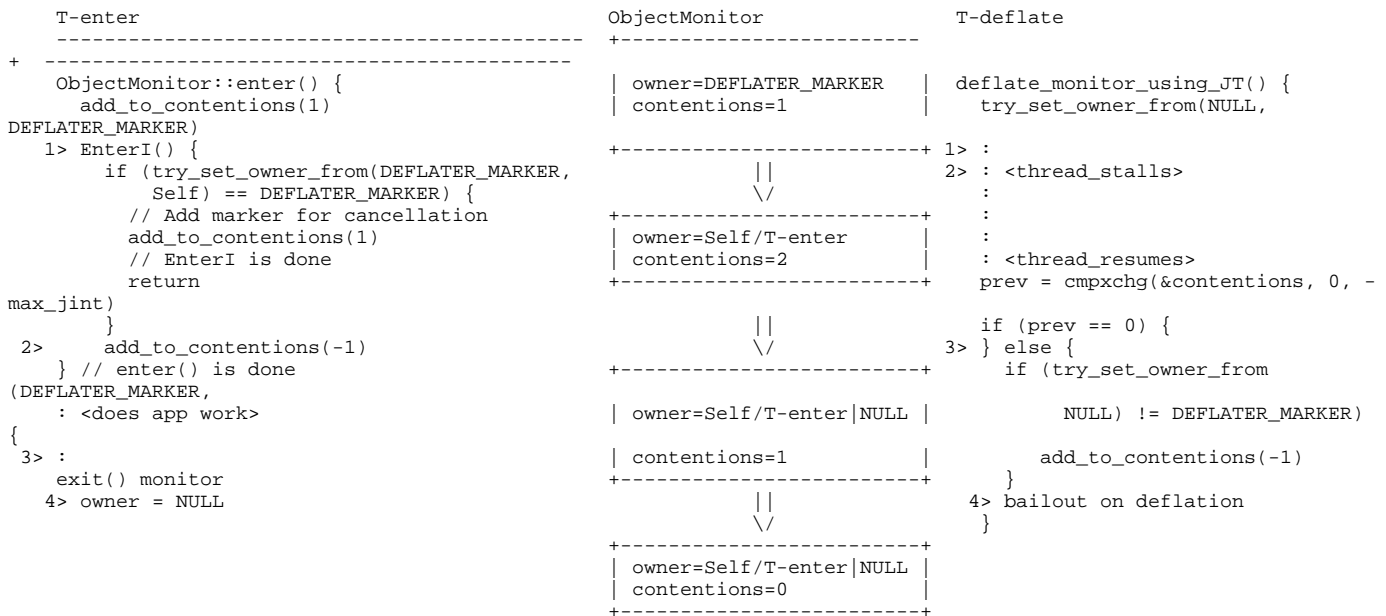 T-enter                                       ObjectMonitor                T-deflate
    --------------------------------------------  +-------------------------
+  --------------------------------------------
    ObjectMonitor::enter() {                      | owner=DEFLATER_MARKER   |  deflate_monitor_using_JT() {
      add_to_contentions(1)                       | contentions=1           |    try_set_owner_from(NULL,
DEFLATER_MARKER)
   1> EnterI() {                                  +-------------------------+ 1> :
        if (try_set_owner_from(DEFLATER_MARKER,               ||              2> : <thread_stalls>
            Self) == DEFLATER_MARKER) {                       \/                 :
          // Add marker for cancellation          +-------------------------+    :
          add_to_contentions(1)                   | owner=Self/T-enter      |    :
          // EnterI is done                       | contentions=2           |    : <thread_resumes>
          return                                  +-------------------------+    prev = cmpxchg(&contentions, 0, -
max_jint)
        }                                                     ||                 if (prev == 0) {
 2>     add_to_contentions(-1)                                \/              3> } else {
    } // enter() is done                          +-------------------------+      if (try_set_owner_from
(DEFLATER_MARKER,
    : <does app work>                             | owner=Self/T-enter|NULL |           NULL) != DEFLATER_MARKER)
{
 3> :                                             | contentions=1           |         add_to_contentions(-1)
    exit() monitor                                +-------------------------+      }
   4> owner = NULL                                            ||                4> bailout on deflation
                                                              \/                 }
                                                  +-------------------------+
                                                  | owner=Self/T-enter|NULL |
                                                  | contentions=0           |
                                                  +-------------------------+